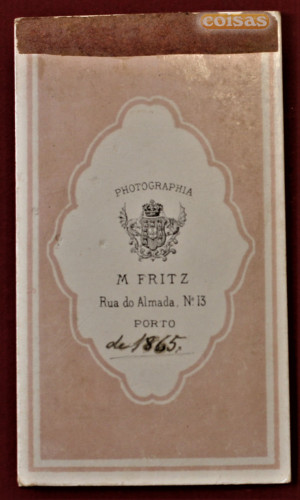 coisas
PHOTOGRAPHIA
M FRITZ
Rua do Almada, Nº 13
PORTO
de 1865.